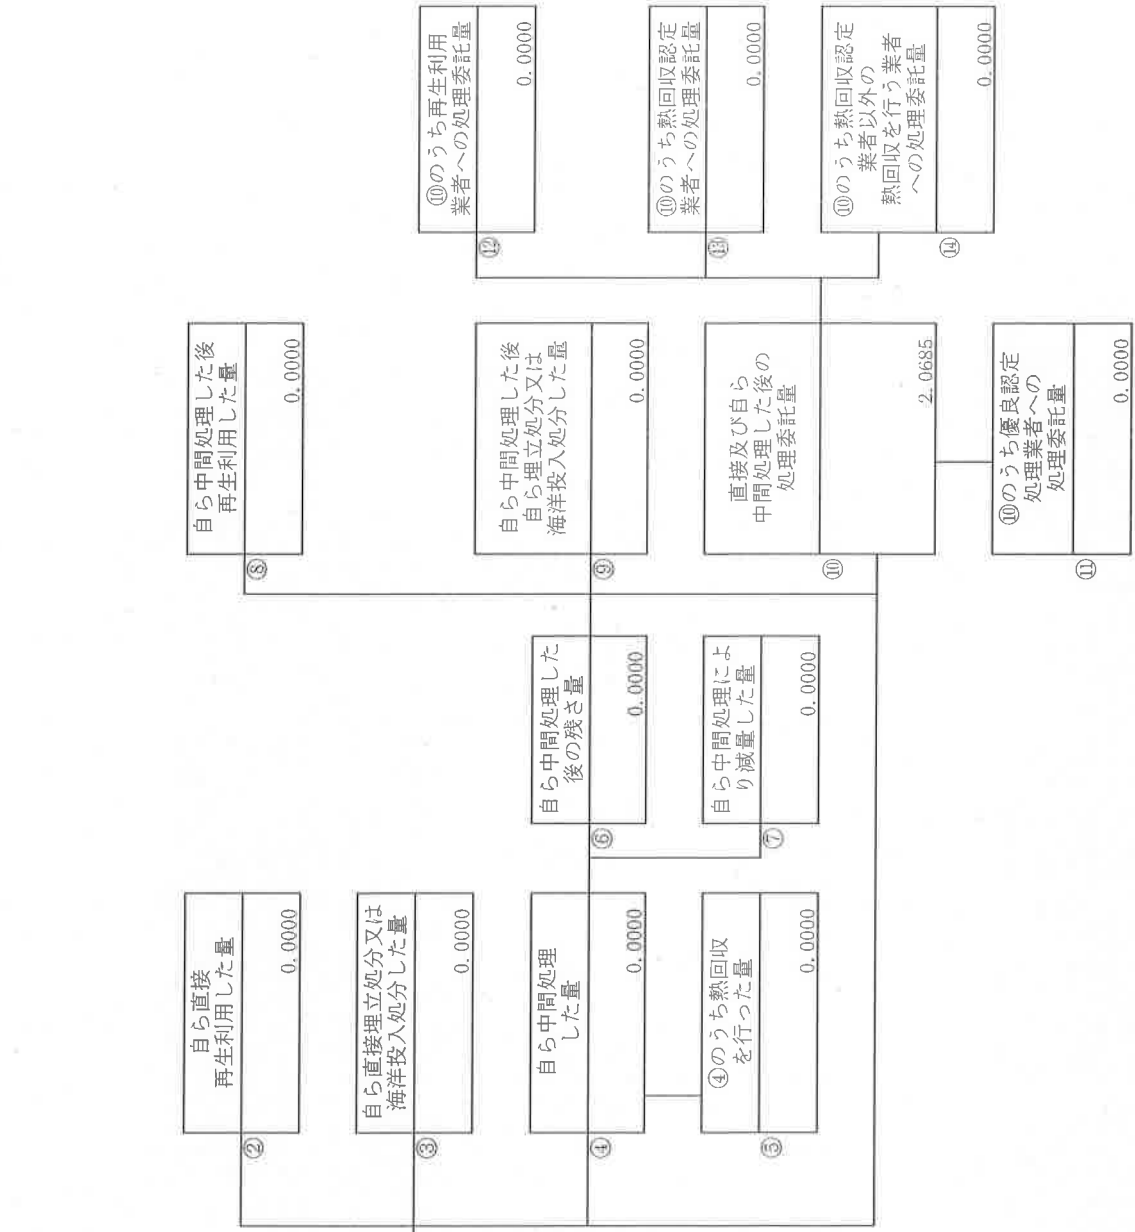 ②
自ら直接
再生利用した量
0.0000
③
自ら直接埋立処分又は
海洋投入処分した量
0.0000
④
自ら中間処理
した量
0.0000
⑤
④のうち熱回収
を行った量
0.0000
⑥
自ら中間処理した
後の残さ量
0.0000
⑦
自ら中間処理によ
り減量した量
0.0000
⑧
自ら中間処理した後
再生利用した量
0.0000
⑨
自ら中間処理した後
自ら埋立処分又は
海洋投入処分した量
0.0000
⑩
直接及び自ら
中間処理した後の
処理委託量
2.0685
⑪
⑩のうち優良認定
処理業者への
処理委託量
0.0000
⑫
⑩のうち再生利用
業者への処理委託量
0.0000
⑬
⑩のうち熱回収認定
業者への処理委託量
0.0000
⑭
⑩のうち熱回収認定
業者以外の
熱回収を行う業者
への処理委託量
0.0000